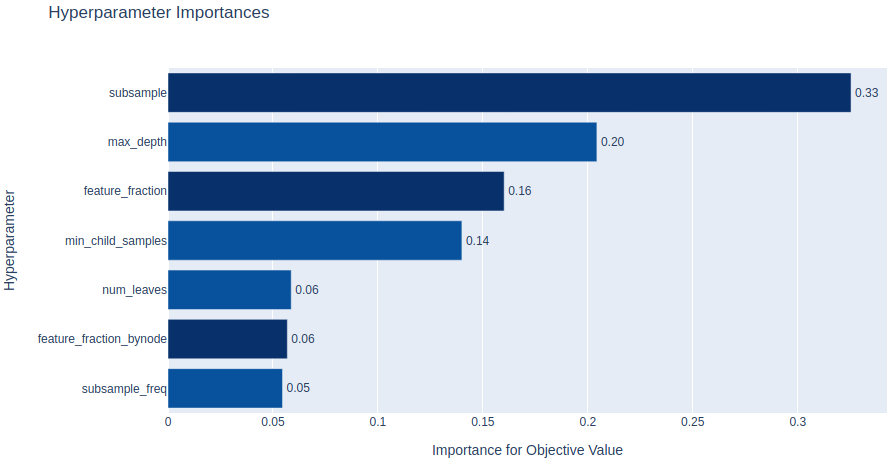 Hyperparameter Importances
Hyperparameter
subsample 0.33
max_depth 0.20
feature_fraction 0.16
min_child_samples 0.14
num_leaves 0.06
feature_fraction_bynode 0.06
subsample_freq 0.05
0 0.05 0.1 0.15 0.2 0.25 0.3
Importance for Objective Value